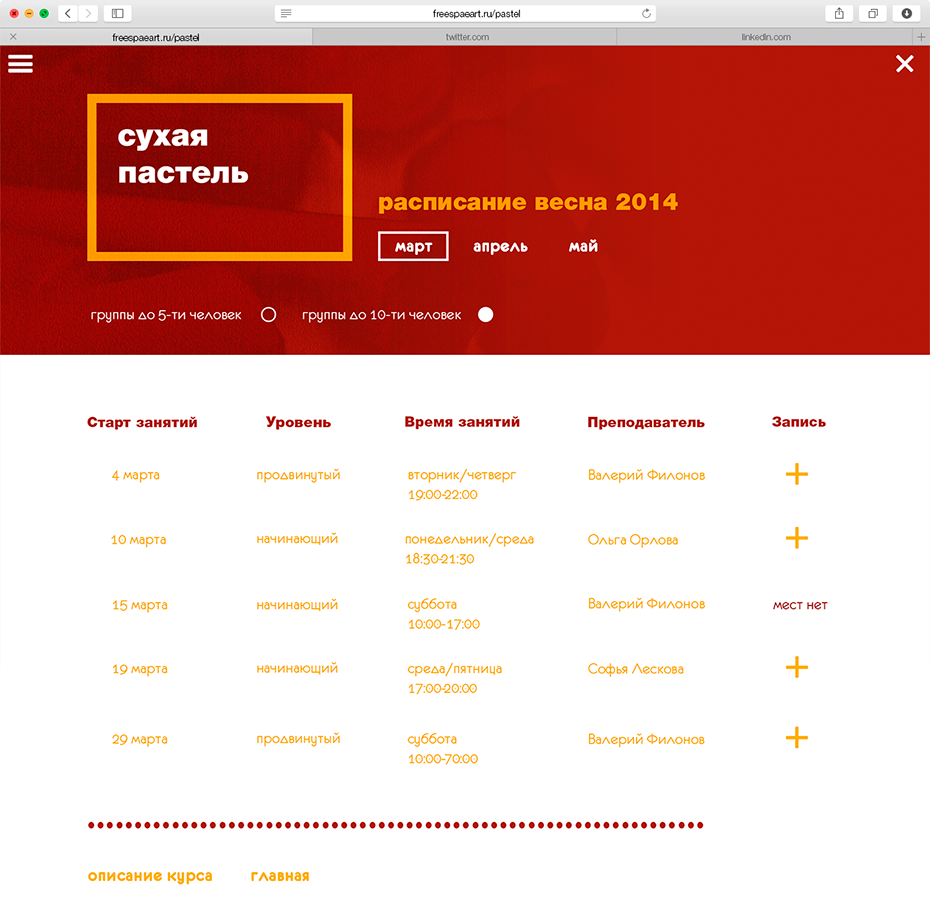 freespaeart.ru/pastel
freespaeart.ru/pastel
twitter.com
linkedin.com
сухая
пастель
расписание весна 2014
март апрель май
группы до 5-ти человек группы до 10-ти человек
Старт занятий Уровень Время занятий Преподаватель Запись
4 марта продвинутый вторник/четверг Валерий Филонов +
19:00-22:00
10 марта начинающий понедельник/среда Ольга Орлова +
18:30-21:30
15 марта начинающий суббота Валерий Филонов мест нет
10:00-17:00
19 марта начинающий среда/пятница Софья Лескова +
17:00-20:00
29 марта продвинутый суббота Валерий Филонов +
10:00-70:00
описание курса главная